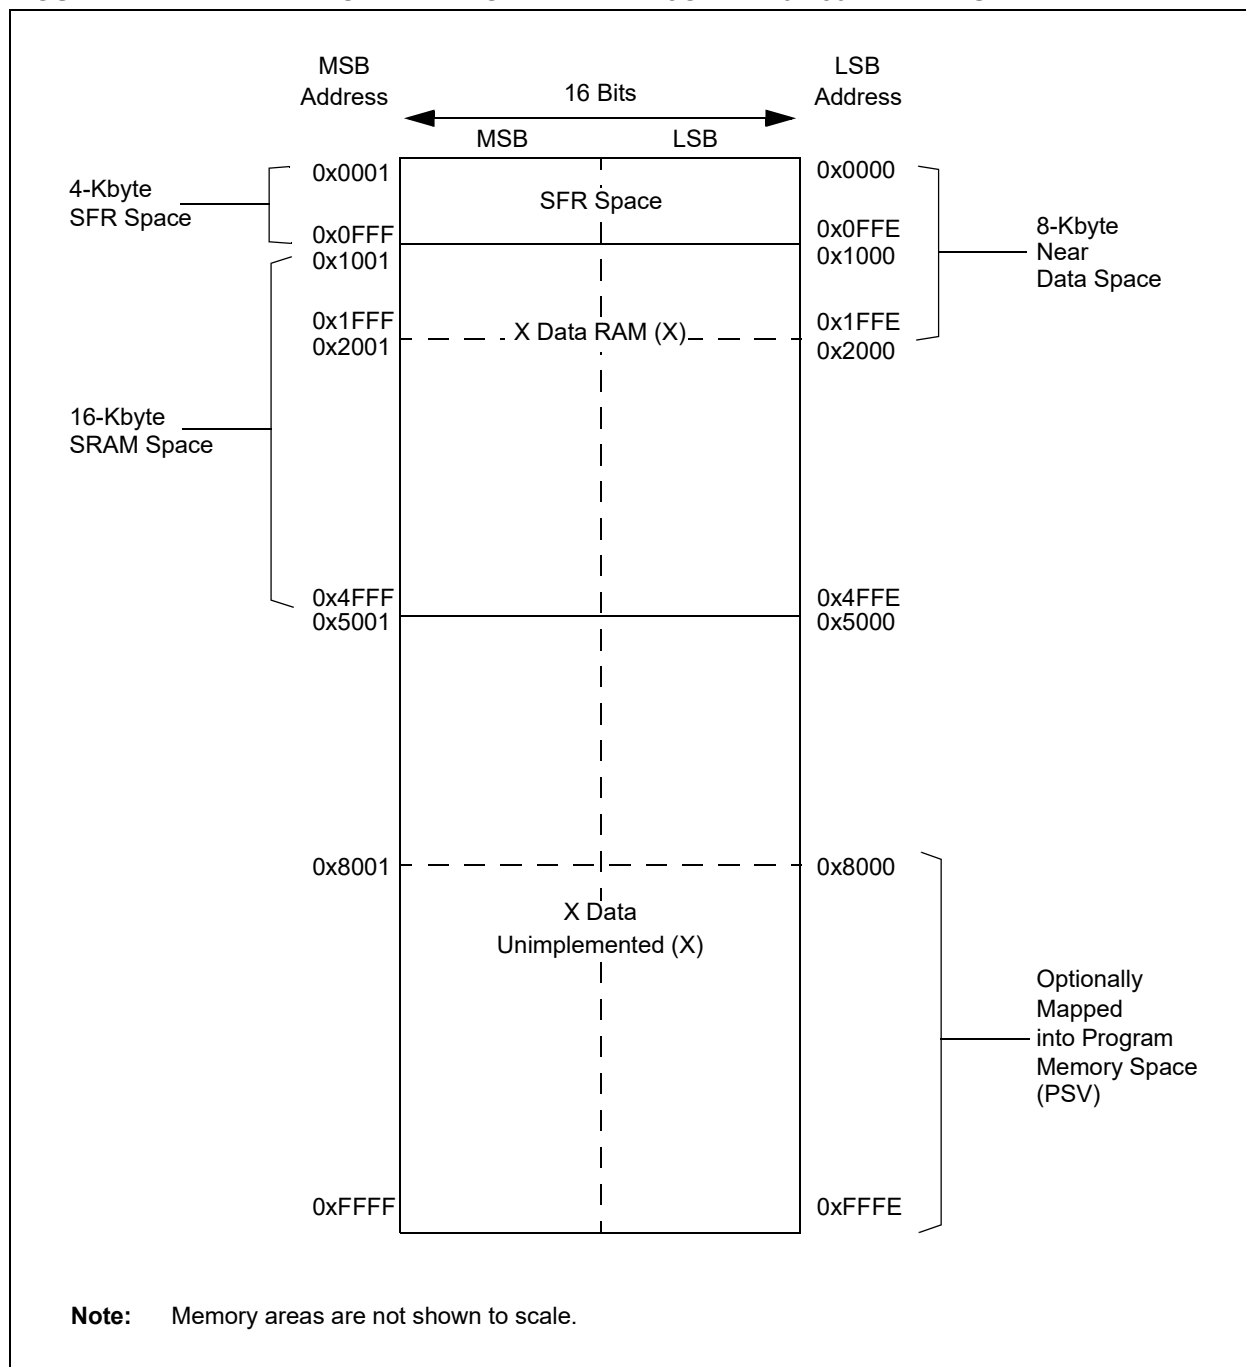 MSB
Address
16 Bits
LSB
Address
MSB
LSB
4-Kbyte
SFR Space
0x0001
0x0000
SFR Space
0x0FFF
0x0FFE
0x1001
0x1000
8-Kbyte
Near
Data Space
0x1FFF
0x1FFE
X Data RAM (X)
0x2001
0x2000
16-Kbyte
SRAM Space
0x4FFF
0x4FFE
0x5001
0x5000
0x8001
0x8000
X Data
Unimplemented (X)
Optionally
Mapped
into Program
Memory Space
(PSV)
0xFFFF
0xFFFE
Note: Memory areas are not shown to scale.